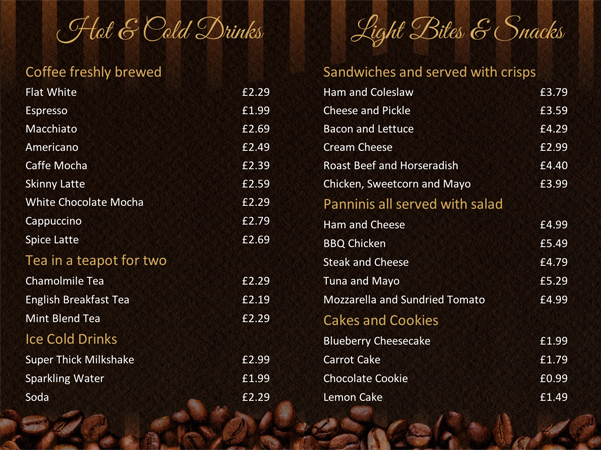 Hot & Cold Drinks
Coffee freshly brewed
Flat White £2.29
Espresso £1.99
Macchiato £2.69
Americano £2.49
Caffe Mocha £2.39
Skinny Latte £2.59
White Chocolate Mocha £2.29
Cappuccino £2.79
Spice Latte £2.69
Tea in a teapot for two
Chamolmile Tea £2.29
English Breakfast Tea £2.19
Mint Blend Tea £2.29
Ice Cold Drinks
Super Thick Milkshake £2.99
Sparkling Water £1.99
Soda £2.29
Light Bites & Snacks
Sandwiches and served with crisps
Ham and Coleslaw £3.79
Cheese and Pickle £3.59
Bacon and Lettuce £4.29
Cream Cheese £2.99
Roast Beef and Horseradish £4.40
Chicken, Sweetcorn and Mayo £3.99
Panninis all served with salad
Ham and Cheese £4.99
BBQ Chicken £5.49
Steak and Cheese £4.79
Tuna and Mayo £5.29
Mozzarella and Sundried Tomato £4.99
Cakes and Cookies
Blueberry Cheesecake £1.99
Carrot Cake £1.79
Chocolate Cookie £0.99
Lemon Cake £1.49